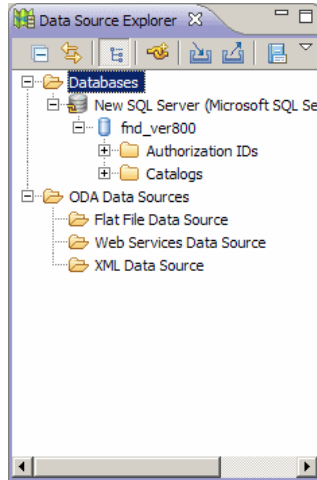 Data Source Explorer
Databases
New SQL Server (Microsoft SQL Se
fnd_ver800
Authorization IDs
Catalogs
ODA Data Sources
Flat File Data Source
Web Services Data Source
XML Data Source